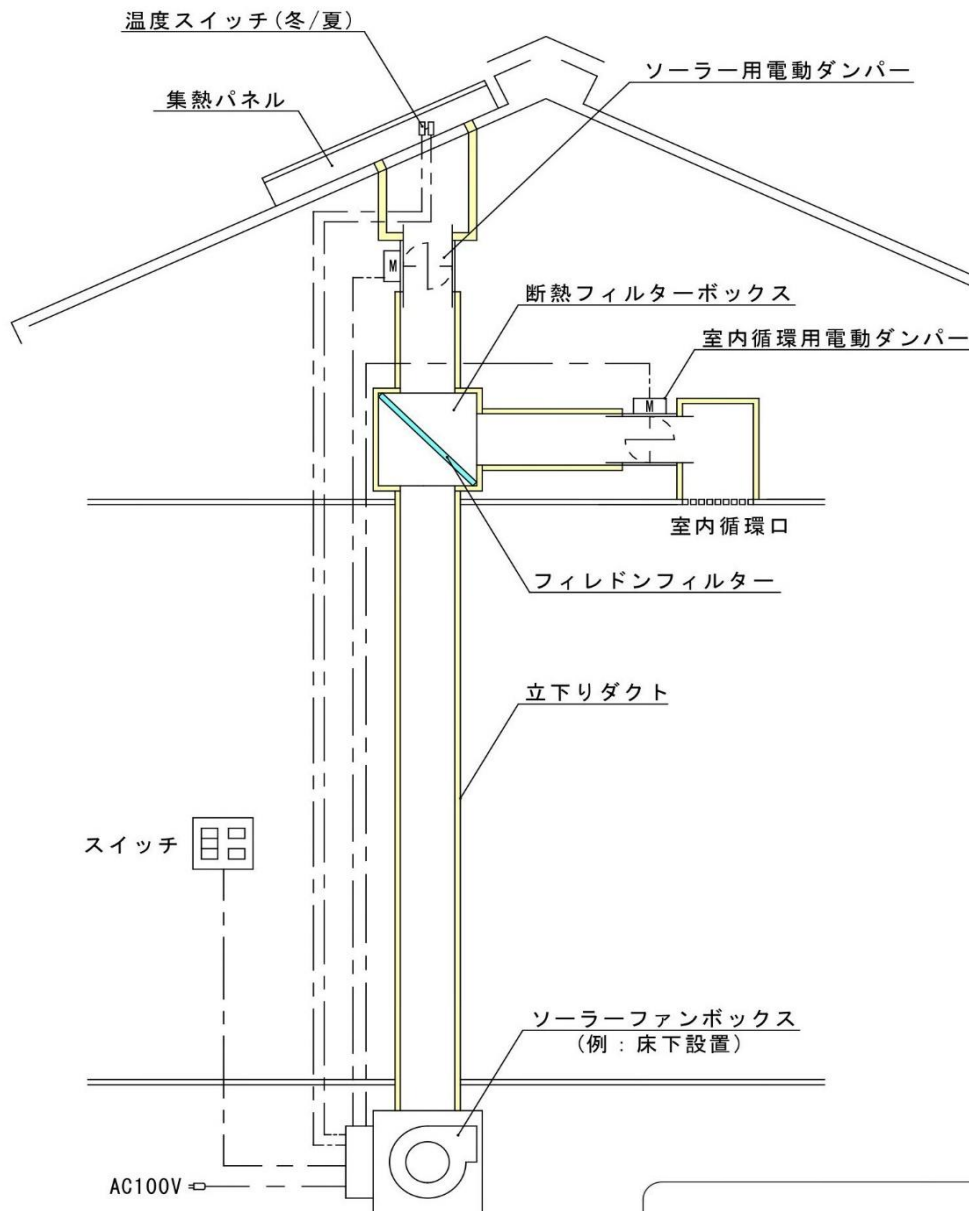 温度スイッチ(冬/夏)
ソーラー用電動ダンパー
集熱パネル
M
断熱フィルターボックス
室内循環用電動ダンパー
M
室内循環口
フィレドンフィルター
立下りダクト
スイッチ
ソーラーファンボックス
(例：床下設置)
AC100V